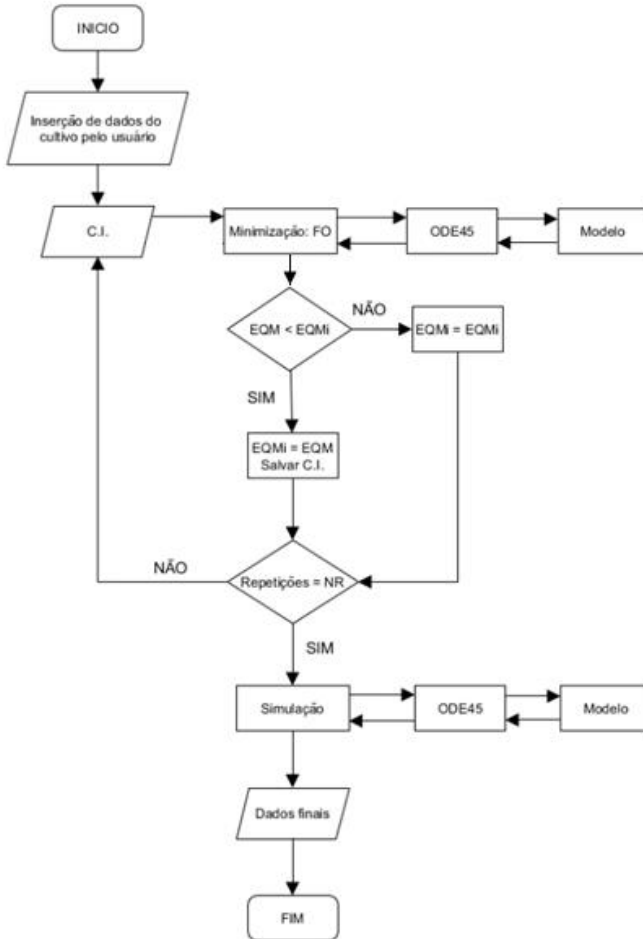 INICIO
Inserção de dados do
cultivo pelo usuário
C.I.
Minimização: FO
ODE45
Modelo
EQM < EQMi
NÃO
EQMi = EQMi
SIM
EQMi = EQM
Salvar C.I.
NÃO
Repetições = NR
SIM
Simulação
ODE45
Modelo
Dados finais
FIM